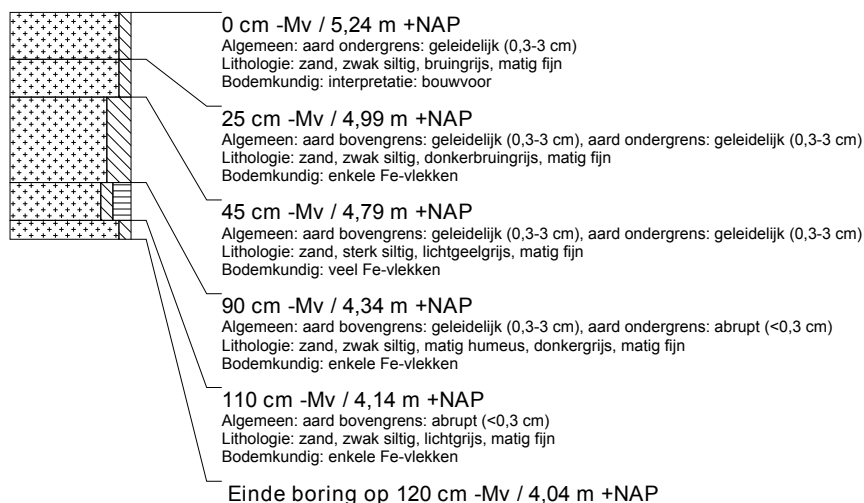 0 cm -Mv / 5,24 m +NAP
Algemeen: aard ondergrens: geleidelijk (0,3-3 cm)
Lithologie: zand, zwak siltig, bruingrijs, matig fijn
Bodemkundig: interpretatie: bouwvoor
25 cm -Mv / 4,99 m +NAP
Algemeen: aard bovengrens: geleidelijk (0,3-3 cm), aard ondergrens: geleidelijk (0,3-3 cm)
Lithologie: zand, zwak siltig, donkerbruingrijs, matig fijn
Bodemkundig: enkele Fe-vlekken
45 cm -Mv / 4,79 m +NAP
Algemeen: aard bovengrens: geleidelijk (0,3-3 cm), aard ondergrens: geleidelijk (0,3-3 cm)
Lithologie: zand, sterk siltig, lichtgeelgrijs, matig fijn
Bodemkundig: veel Fe-vlekken
90 cm -Mv / 4,34 m +NAP
Algemeen: aard bovengrens: geleidelijk (0,3-3 cm), aard ondergrens: abrupt (<0,3 cm)
Lithologie: zand, zwak siltig, matig humeus, donkergrijs, matig fijn
Bodemkundig: enkele Fe-vlekken
110 cm -Mv / 4,14 m +NAP
Algemeen: aard bovengrens: abrupt (<0,3 cm)
Lithologie: zand, zwak siltig, lichtgrijs, matig fijn
Bodemkundig: enkele Fe-vlekken
Einde boring op 120 cm -Mv / 4,04 m +NAP